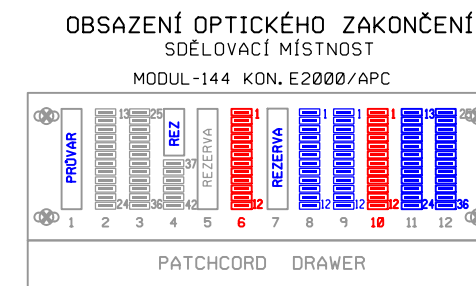 OBSAZENÍ OPTICKÉHO ZAKONČENÍ
SDĚLOVACÍ MÍSTNOST
MODUL-144 KON. E2000/APC
PRŮVAR
13
24
25
36
REZ
37
42
REZERVA
1
12
REZERVA
1
12
1
12
1
12
13
24
36
1 2 3 4 5 6 7 8 9 10 11 12
PATCHCORD DRAWER